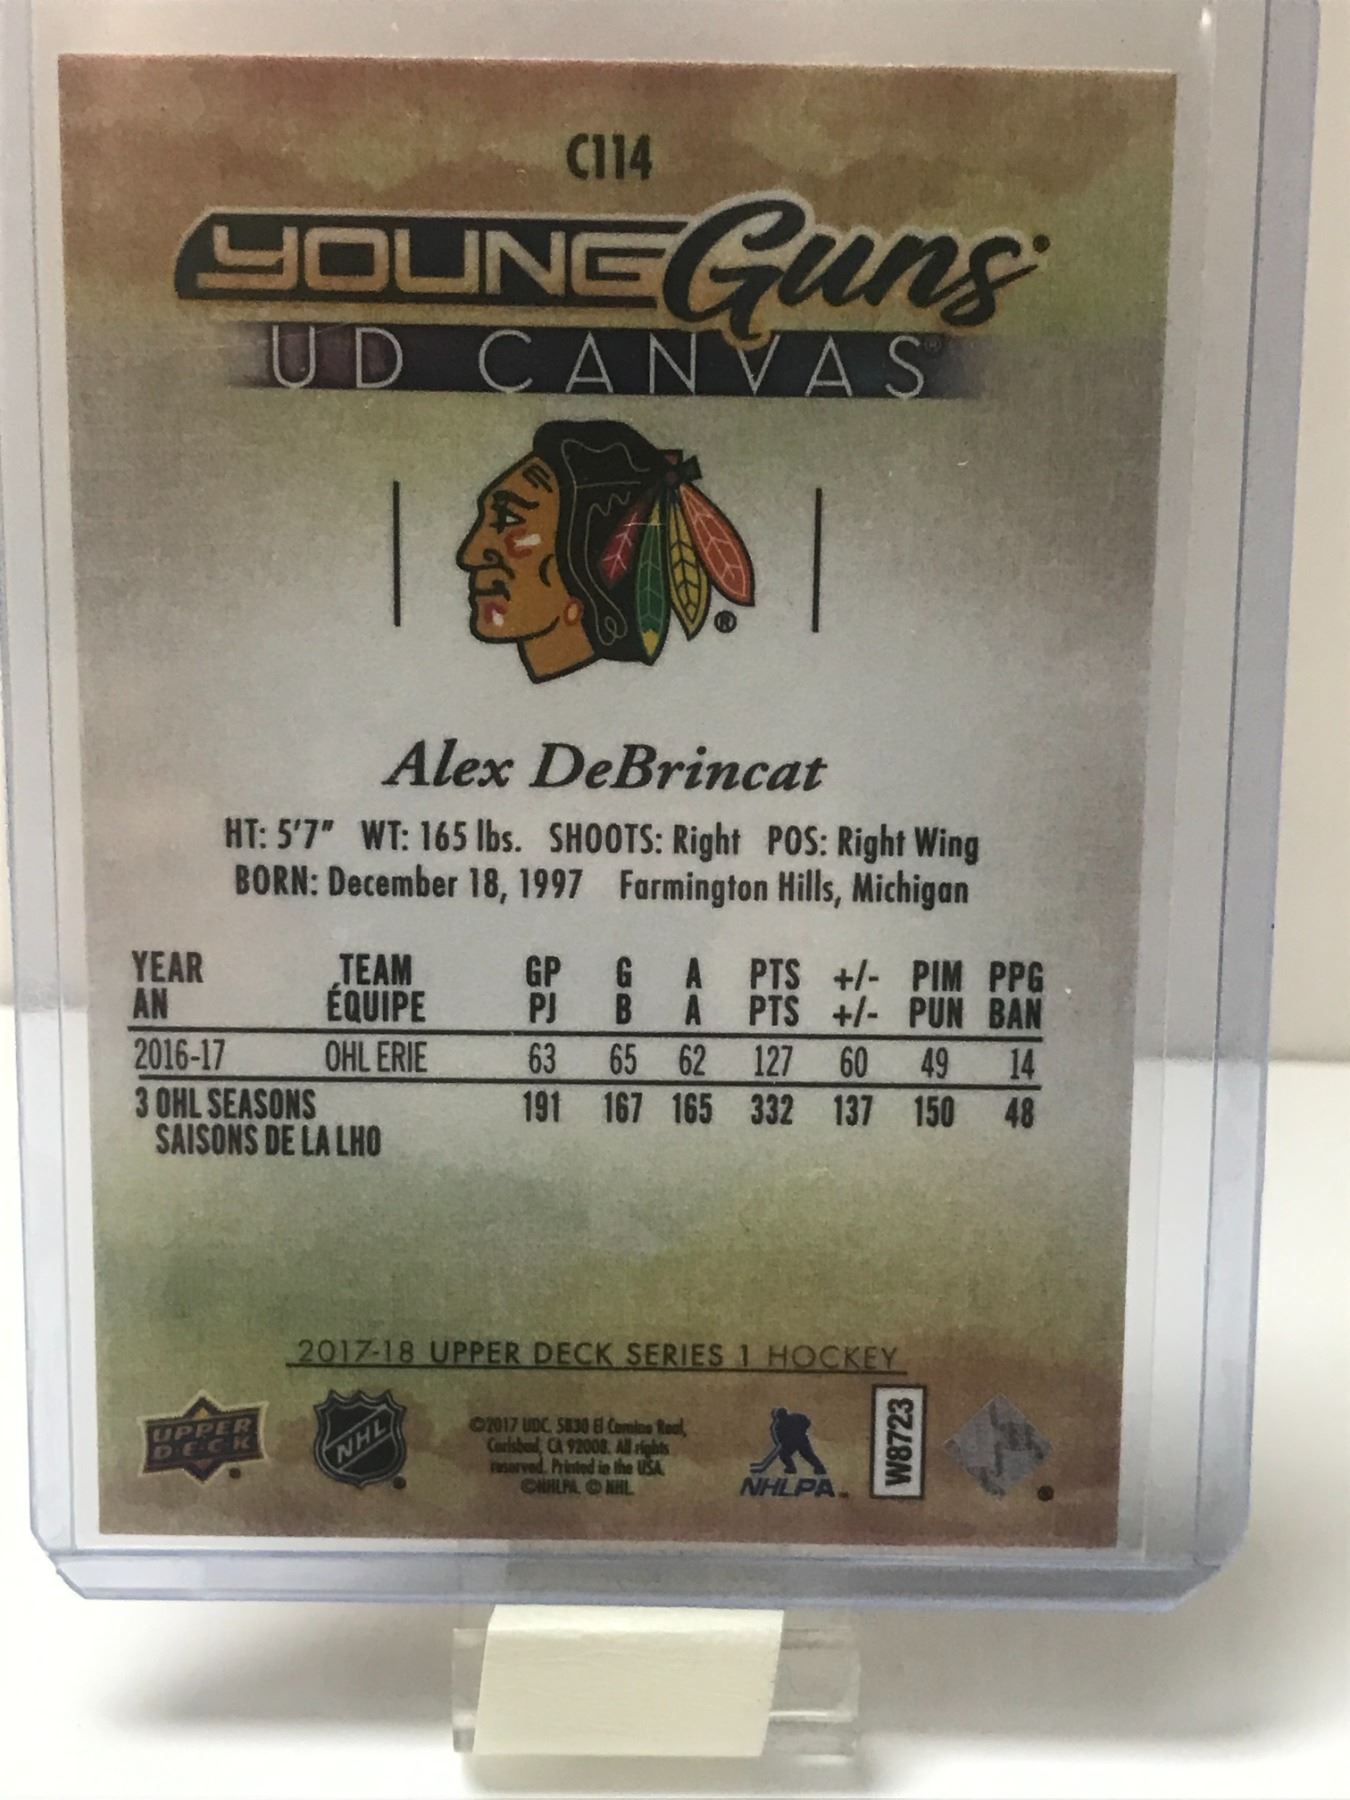 C114
YOUNG Guns
UD CANVAS®
®
Alex DeBrincat
HT: 5'7" WT: 165 lbs. SHOOTS: Right POS: Right Wing
BORN: December 18, 1997 Farmington Hills, Michigan
YEAR TEAM GP G A PTS +/- PIM PPG
AN ÉQUIPE PJ B A PTS +/- PUN BAN
2016-17 OHL ERIE 63 65 62 127 60 49 14
3 OHL SEASONS 191 167 165 332 137 150 48
SAISONS DE LA LHO
2017-18 UPPER DECK SERIES 1 HOCKEY
UPPER DECK
NHL
©2017 UDC. 5830 El Camino Real,
Carlsbad, CA 92008. All rights
reserved. Printed in the USA.
©NHLPA. © NHL.
NHLPA™
W8723